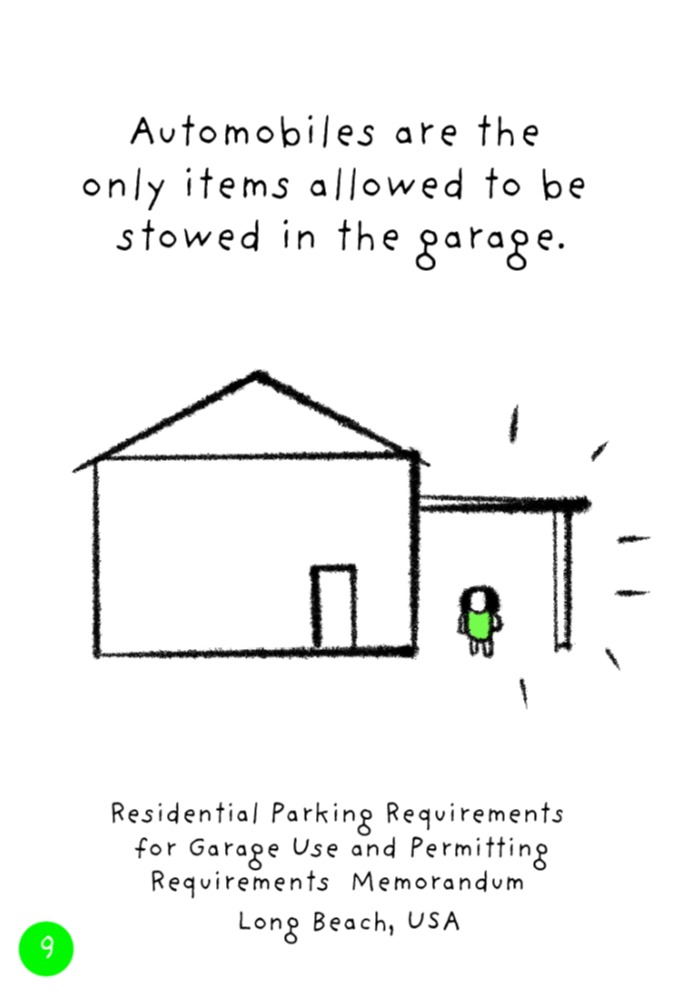 Automobiles are the
only items allowed to be
stowed in the garage.
Residential Parking Requirements
for Garage Use and Permitting
Requirements Memorandum
Long Beach, USA
9